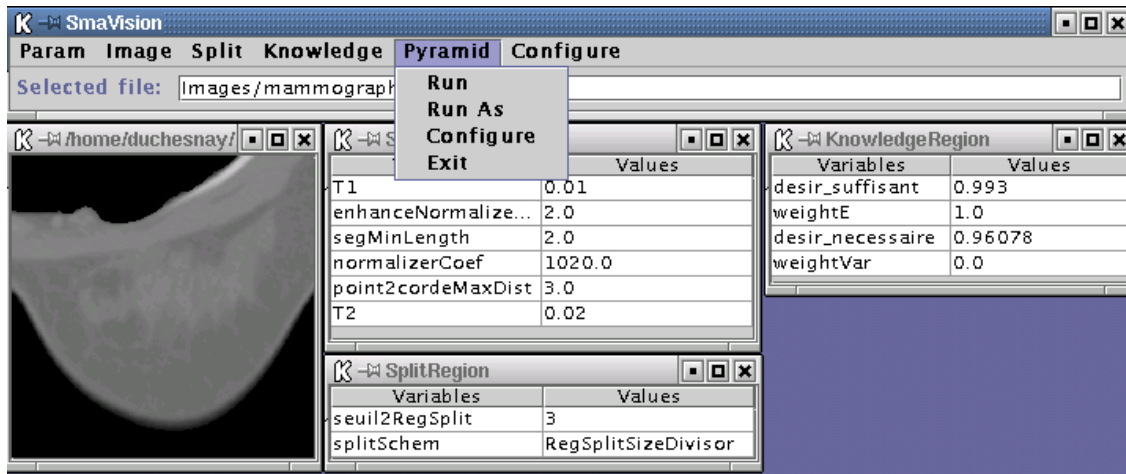 SmaVision
Param Image Split Knowledge Pyramid Configure
Selected file: Images/mammograph
Run
Run As
Configure
Exit
/home/duchesnay/
Values
T1 0.01
enhanceNormalize... 2.0
segMinLength 2.0
normalizerCoef 1020.0
point2cordeMaxDist 3.0
T2 0.02
SplitRegion
Variables Values
seuil2RegSplit 3
splitSchem RegSplitSizeDivisor
KnowledgeRegion
Variables Values
desir_suffisant 0.993
weightE 1.0
desir_necessaire 0.96078
weightVar 0.0